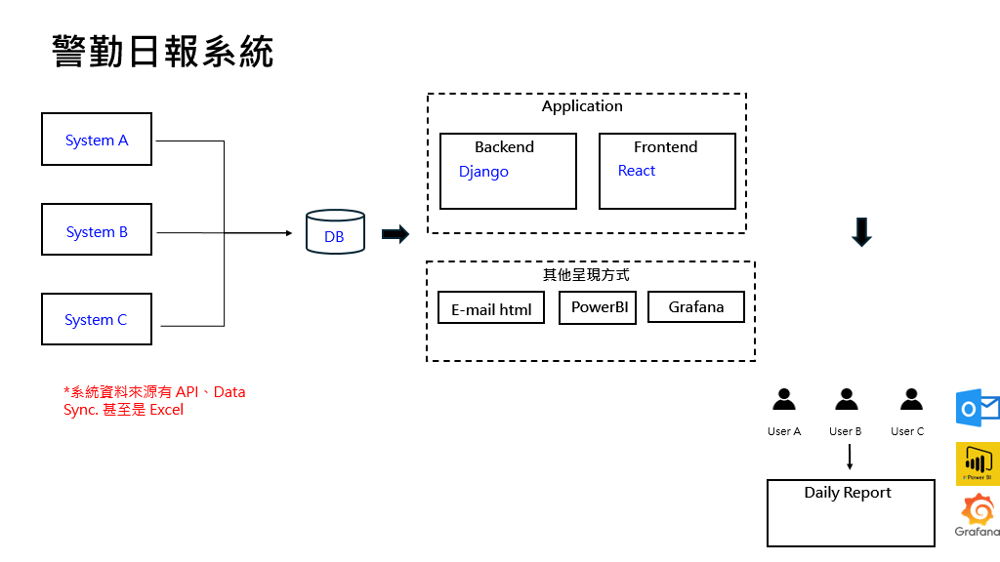 警勤日報系統
System A
System B
System C
*系統資料來源有 API、Data
Sync. 甚至是 Excel
DB
Application
Backend
Django
Frontend
React
其他呈現方式
E-mail html
PowerBI
Grafana
User A
User B
User C
Daily Report
O
Power BI
Grafana